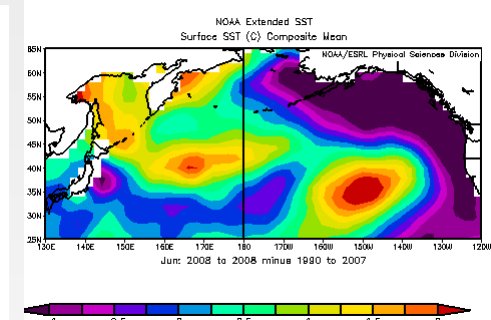 NOAA Extended SST
Surface SST (C) Composite Mean
NOAA/ESRL Physical Sciences Division
65N
60N
55N
50N
45N
40N
35N
30N
25N
130E 140E 150E 160E 170E 180 170W 160W 150W 140W 130W 120W
Jun: 2008 to 2008 minus 1990 to 2007